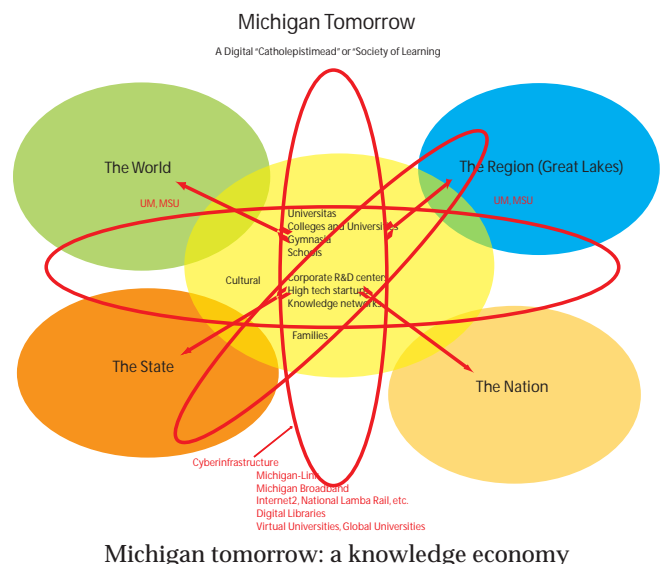 Michigan Tomorrow
A Digital “Catholepistimead” or “Society of Learning
The World
The Region (Great Lakes)
UM, MSU
UM, MSU
Universitas
Colleges and Universities
Gymnasia
Schools
Cultural
Corporate R&D centers
High tech startups
Knowledge networks
Families
The State
The Nation
Cyberinfrastructure
Michigan-Link
Michigan Broadband
Internet2, National Lamba Rail, etc.
Digital Libraries
Virtual Universities, Global Universities
Michigan tomorrow: a knowledge economy